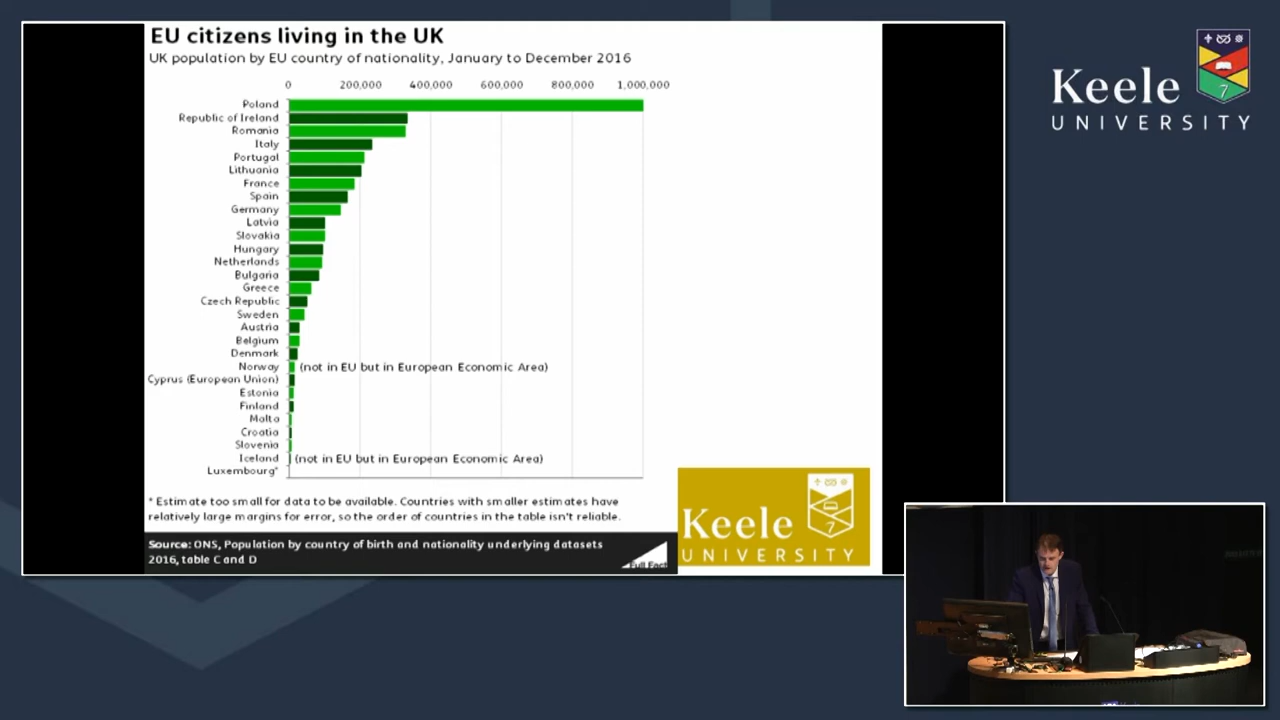 EU citizens living in the UK
UK population by EU country of nationality, January to December 2016
0 200,000 400,000 600,000 800,000 1,000,000
Poland
Republic of Ireland
Romania
Italy
Portugal
Lithuania
France
Spain
Germany
Latvia
Slovakia
Hungary
Netherlands
Bulgaria
Greece
Czech Republic
Sweden
Austria
Belgium
Denmark
Norway (not in EU but in European Economic Area)
Cyprus (European Union)
Estonia
Finland
Malta
Croatia
Slovenia
Iceland (not in EU but in European Economic Area)
Luxembourg*
* Estimate too small for data to be available. Countries with smaller estimates have
relatively large margins for error, so the order of countries in the table isn't reliable.
Source: ONS, Population by country of birth and nationality underlying datasets
2016, table C and D
Full Fact
Keele
UNIVERSITY
Keele
UNIVERSITY